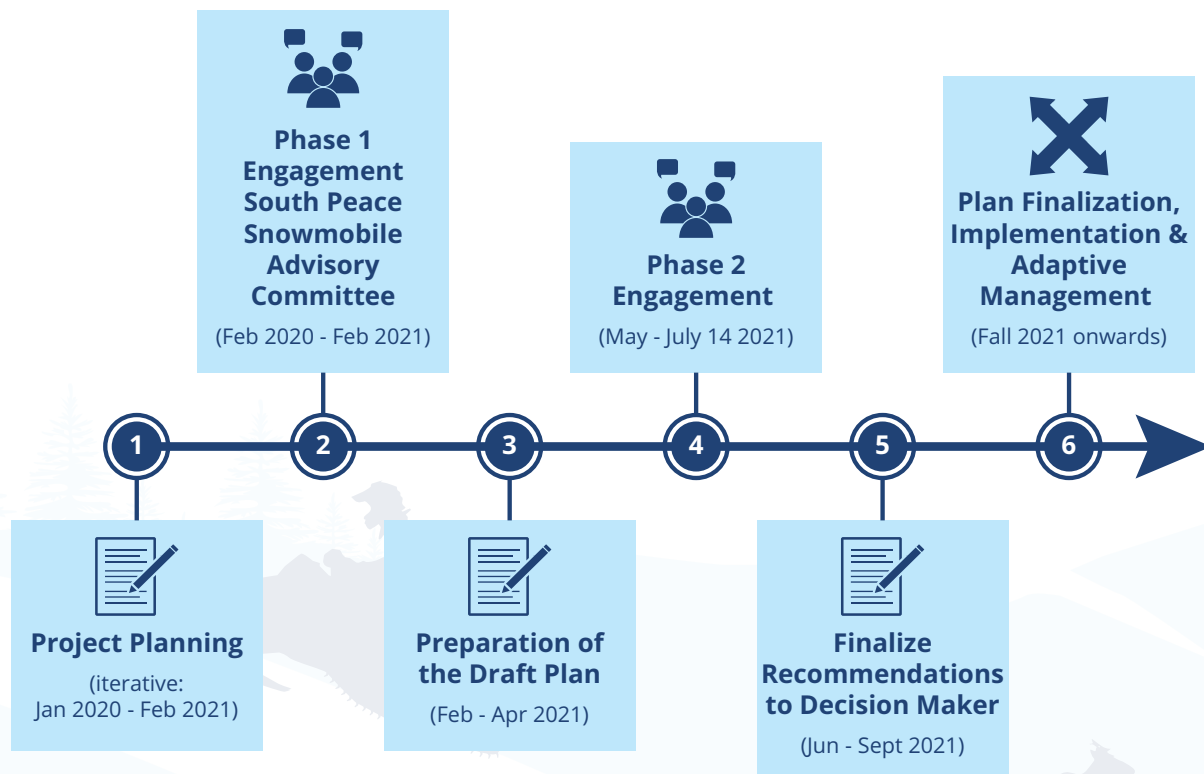 Phase 1
Engagement
South Peace
Snowmobile
Advisory
Committee
(Feb 2020 - Feb 2021)
Phase 2
Engagement
(May - July 14 2021)
Plan Finalization,
Implementation &
Adaptive
Management
(Fall 2021 onwards)
1
2
3
4
5
6
Project Planning
(iterative:
Jan 2020 - Feb 2021)
Preparation of
the Draft Plan
(Feb - Apr 2021)
Finalize
Recommendations
to Decision Maker
(Jun - Sept 2021)